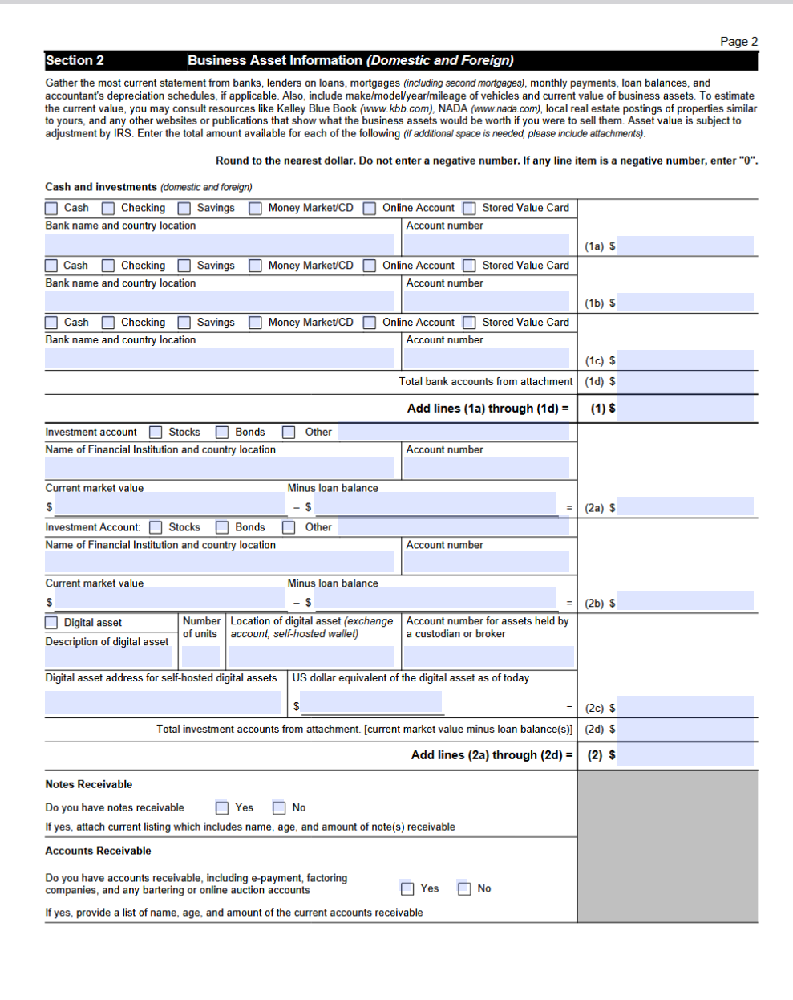 Page 2
Section 2 Business Asset Information (Domestic and Foreign)
Gather the most current statement from banks, lenders on loans, mortgages (including second mortgages), monthly payments, loan balances, and
accountant's depreciation schedules, if applicable. Also, include make/model/year/mileage of vehicles and current value of business assets. To estimate
the current value, you may consult resources like Kelley Blue Book (www.kbb.com), NADA (www.nada.com), local real estate postings of properties similar
to yours, and any other websites or publications that show what the business assets would be worth if you were to sell them. Asset value is subject to
adjustment by IRS. Enter the total amount available for each of the following (if additional space is needed, please include attachments).
Round to the nearest dollar. Do not enter a negative number. If any line item is a negative number, enter "0".
Cash and investments (domestic and foreign)
Cash Checking Savings Money Market/CD Online Account Stored Value Card
Bank name and country location Account number
(1a) $
Cash Checking Savings Money Market/CD Online Account Stored Value Card
Bank name and country location Account number
(1b) $
Cash Checking Savings Money Market/CD Online Account Stored Value Card
Bank name and country location Account number
(1c) $
Total bank accounts from attachment (1d) $
Add lines (1a) through (1d) = (1) $
Investment account Stocks Bonds Other
Name of Financial Institution and country location Account number
Current market value Minus loan balance
$ – $ = (2a) $
Investment Account: Stocks Bonds Other
Name of Financial Institution and country location Account number
Current market value Minus loan balance
$ – $ = (2b) $
Digital asset Number Location of digital asset (exchange Account number for assets held by
of units account, self-hosted wallet) a custodian or broker
Description of digital asset
Digital asset address for self-hosted digital assets US dollar equivalent of the digital asset as of today
$ = (2c) $
Total investment accounts from attachment. [current market value minus loan balance(s)] (2d) $
Add lines (2a) through (2d) = (2) $
Notes Receivable
Do you have notes receivable Yes No
If yes, attach current listing which includes name, age, and amount of note(s) receivable
Accounts Receivable
Do you have accounts receivable, including e-payment, factoring
companies, and any bartering or online auction accounts Yes No
If yes, provide a list of name, age, and amount of the current accounts receivable